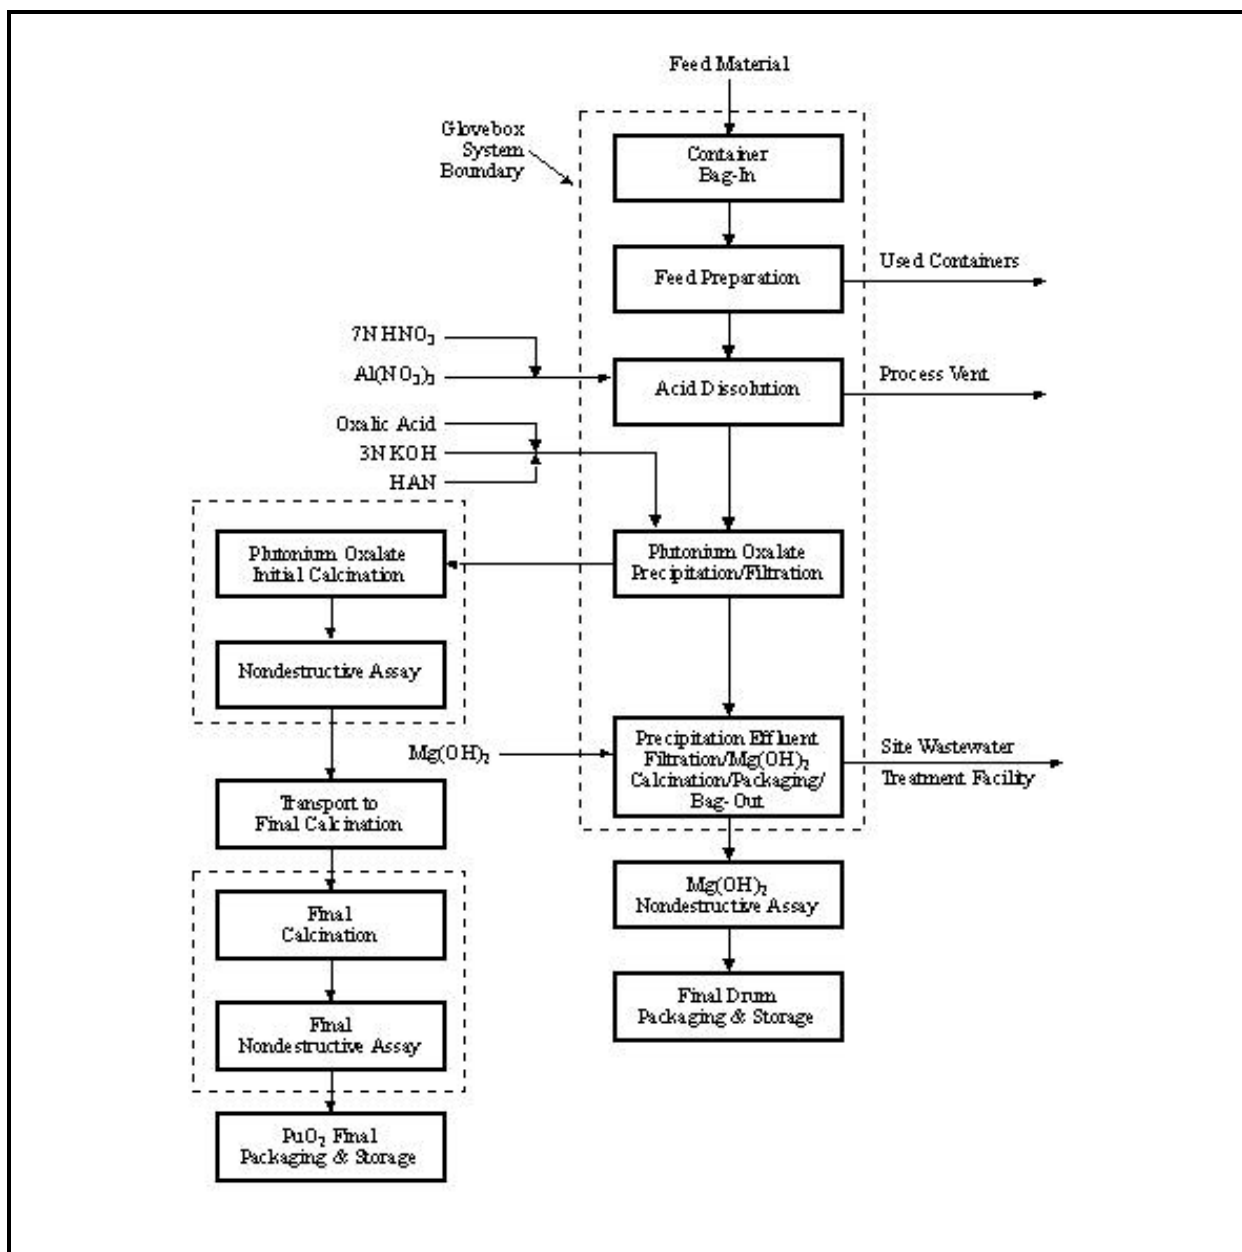 Feed Material
Glovebox
System
Boundary
Container
Bag-In
Feed Preparation
Used Containers
7N HNO₃
Al(NO₃)₃
Acid Dissolution
Process Vent
Oxalic Acid
3N KOH
HAN
Plutonium Oxalate
Initial Calcination
Plutonium Oxalate
Precipitation/Filtration
Nondestructive Assay
Mg(OH)₂
Precipitation Effluent
Filtration/Mg(OH)₂
Calcination/Packaging/
Bag-Out
Site Wastewater
Treatment Facility
Transport to
Final Calcination
Mg(OH)₂
Nondestructive Assay
Final
Calcination
Final Drum
Packaging & Storage
Final
Nondestructive Assay
PuO₂ Final
Packaging & Storage